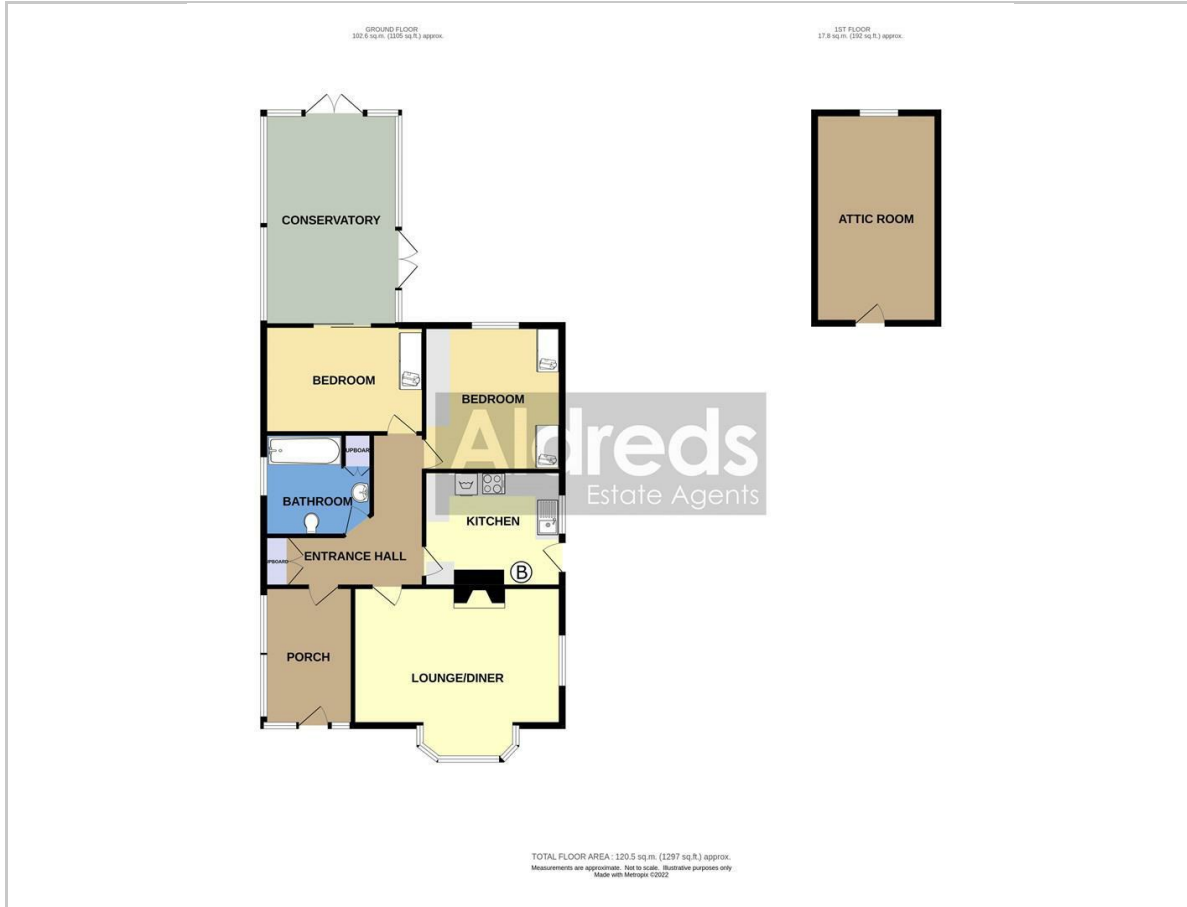 GROUND FLOOR
102.6 sq.m. (1105 sq.ft.) approx.
1ST FLOOR
17.8 sq.m. (192 sq.ft.) approx.
CONSERVATORY
ATTIC ROOM
BEDROOM
BEDROOM
Aldreds
Estate Agents
UPBOAR
BATHROOM
KITCHEN
UPBOARD
ENTRANCE HALL
B
PORCH
LOUNGE/DINER
TOTAL FLOOR AREA : 120.5 sq.m. (1297 sq.ft.) approx.
Measurements are approximate. Not to scale. Illustrative purposes only
Made with Metropix ©2022